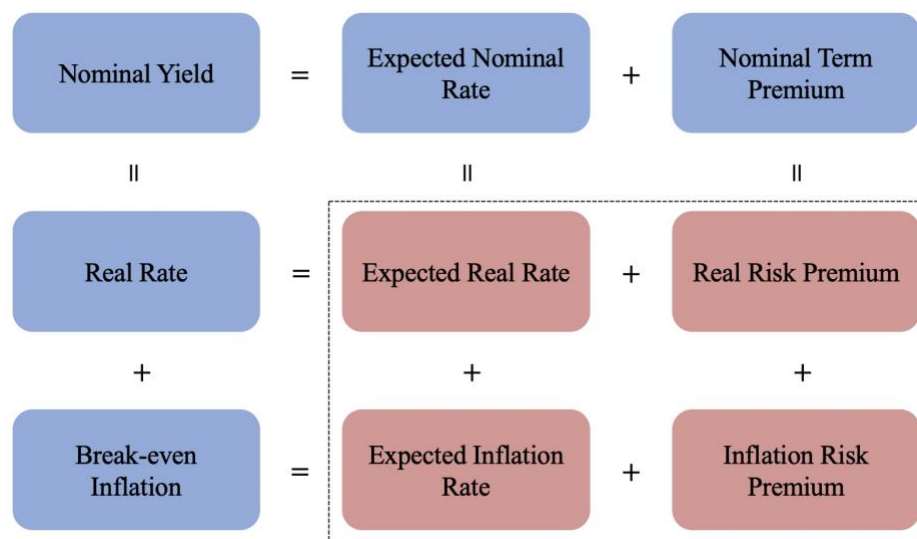 Nominal Yield = Expected Nominal + Nominal Term
Rate Premium
= = =
Real Rate = Expected Real Rate + Real Risk Premium
+ + +
Break-even = Expected Inflation + Inflation Risk
Inflation Rate Premium